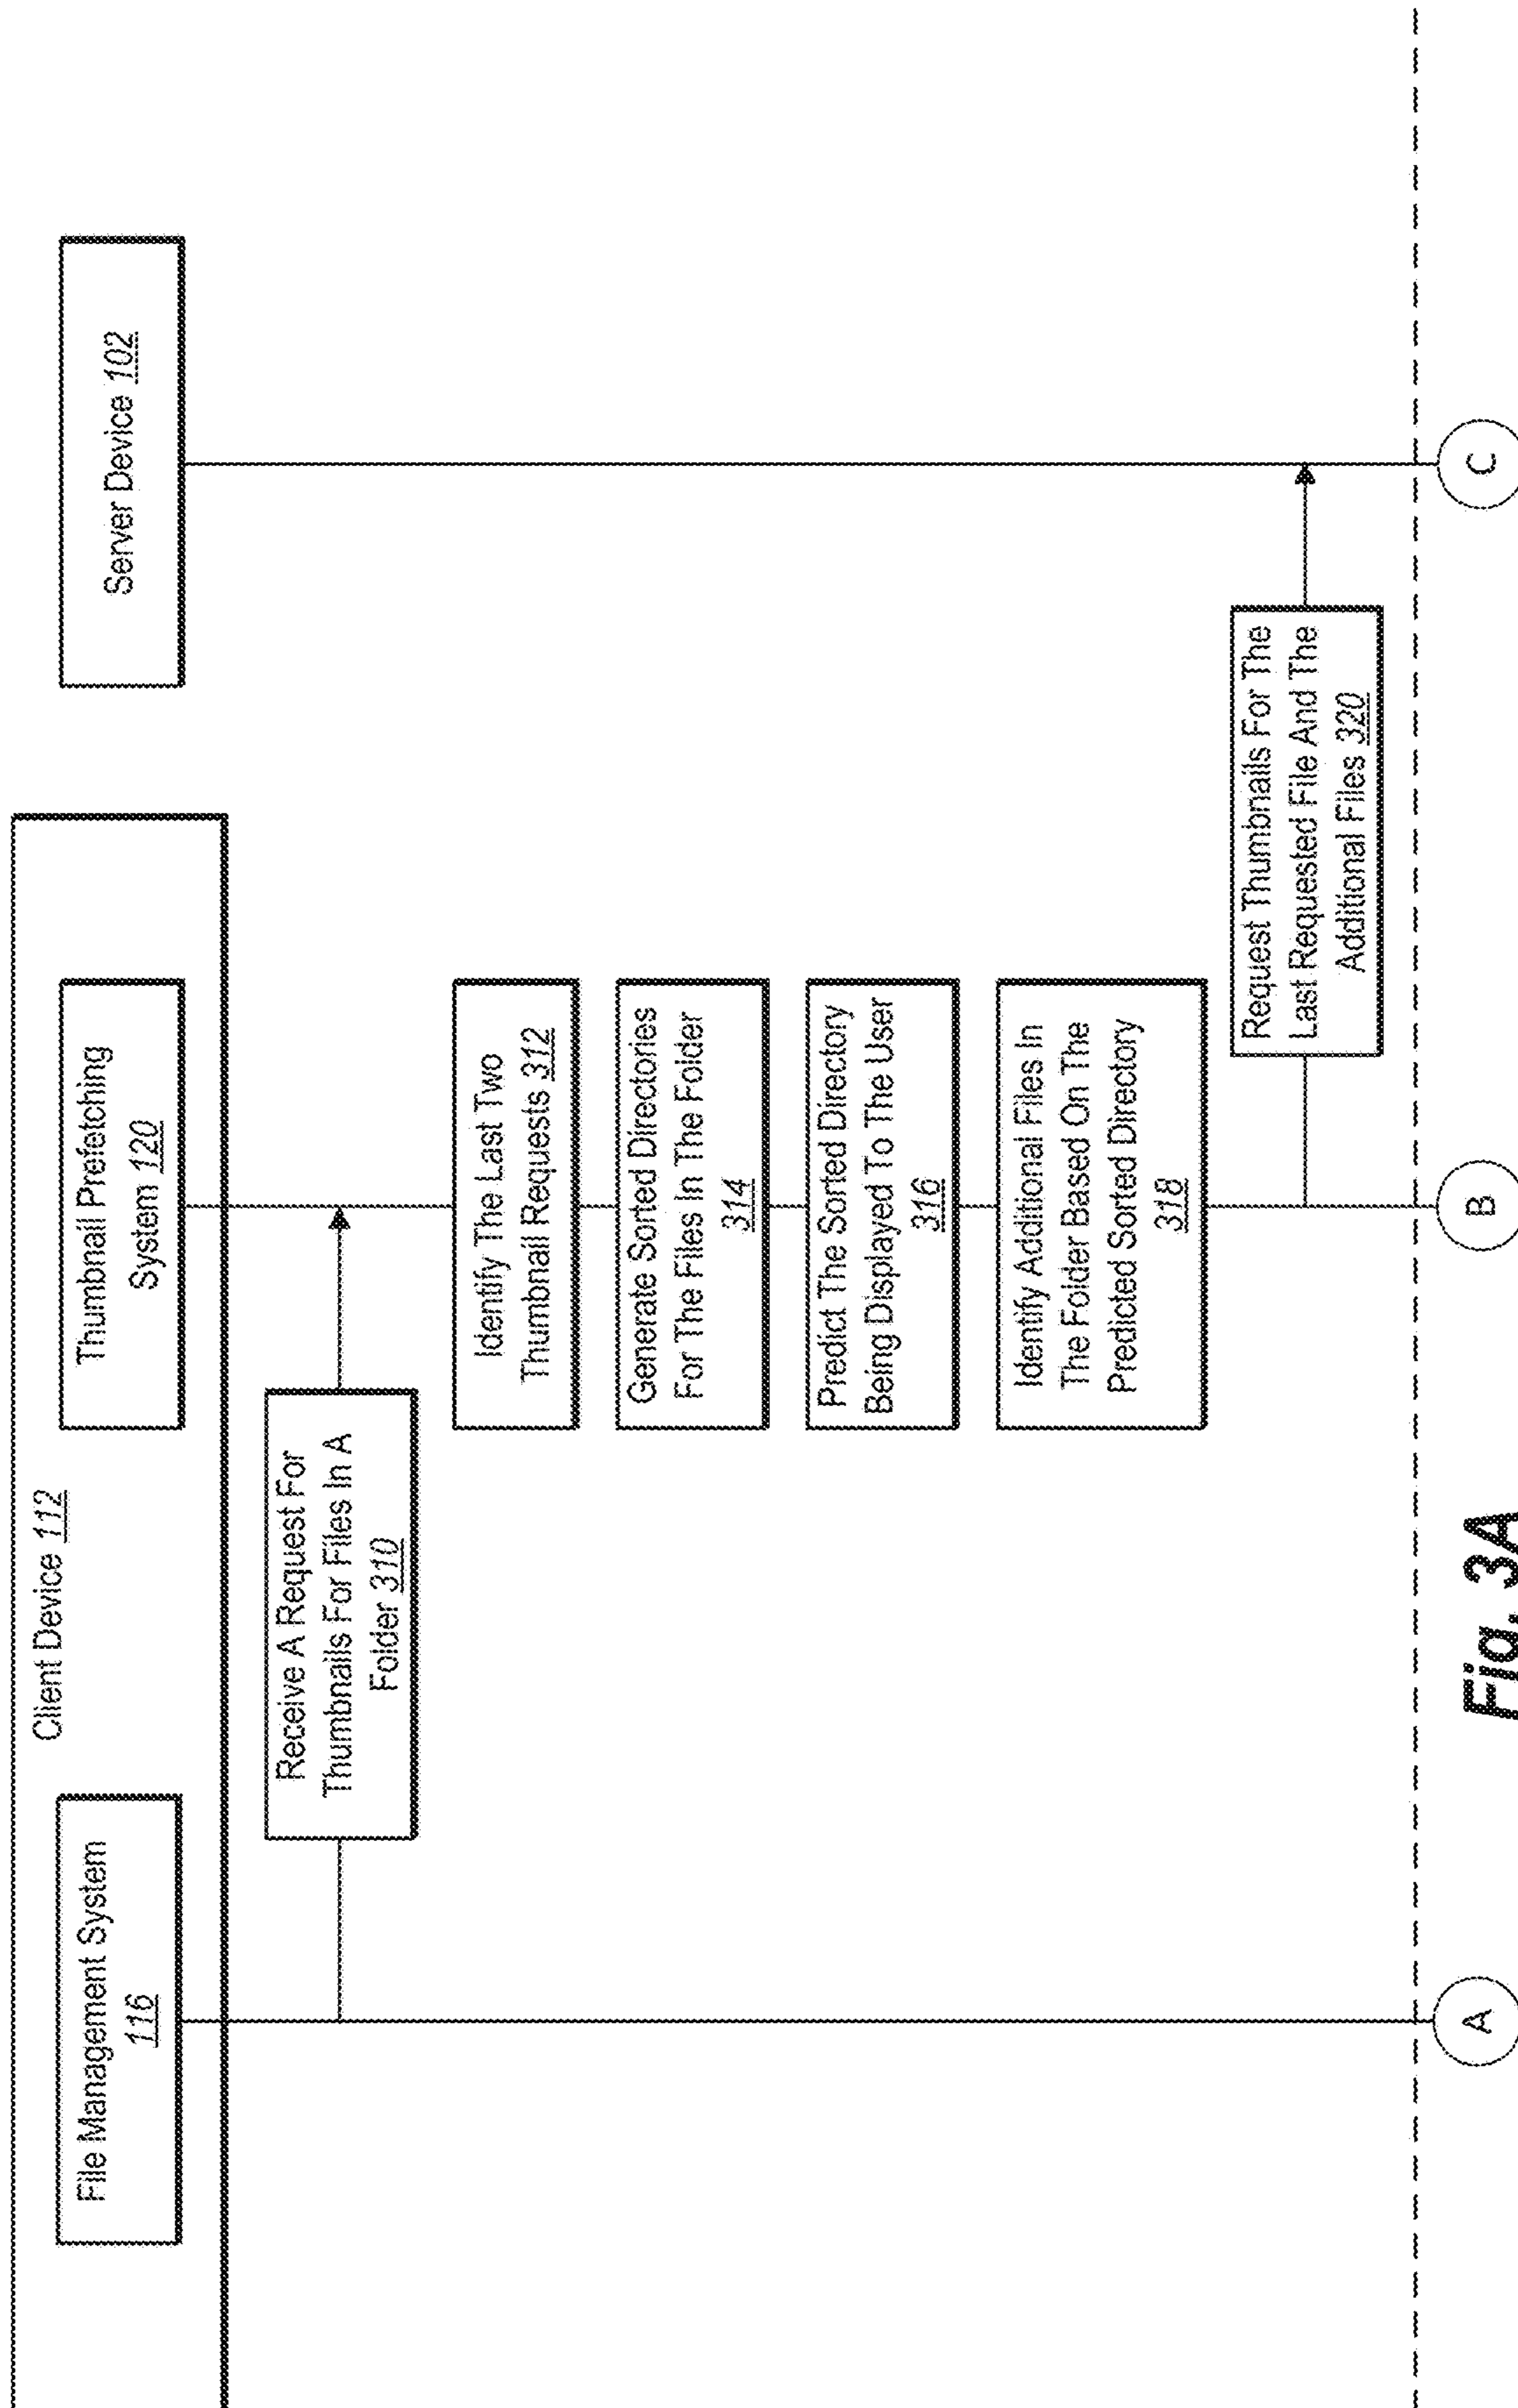 Client Device 112
File Management System
116
Thumbnail Prefetching
System 120
Server Device 102
Receive A Request For
Thumbnails For Files In A
Folder 310
Identify The Last Two
Thumbnail Requests 312
Generate Sorted Directories
For The Files In The Folder
314
Predict The Sorted Directory
Being Displayed To The User
316
Identify Additional Files In
The Folder Based On The
Predicted Sorted Directory
318
Request Thumbnails For The
Last Requested File And The
Additional Files 320
A
B
C
Fig. 3A